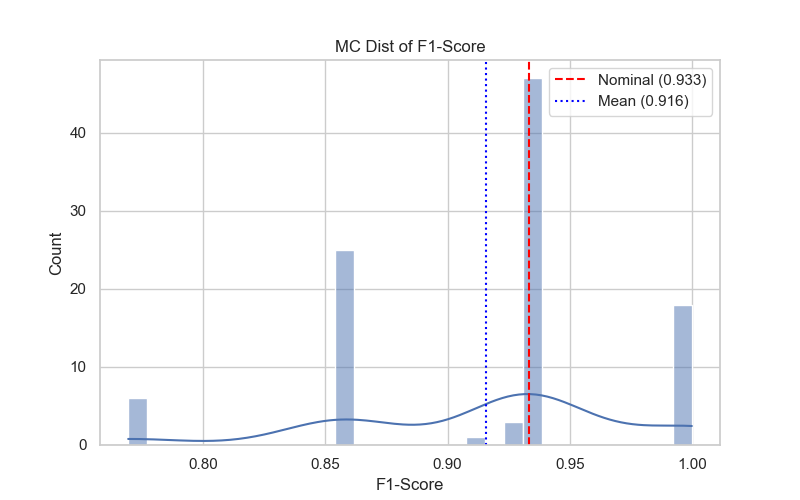 MC Dist of F1-Score
Nominal (0.933)
Mean (0.916)
Count
40
30
20
10
0
0.80 0.85 0.90 0.95 1.00
F1-Score